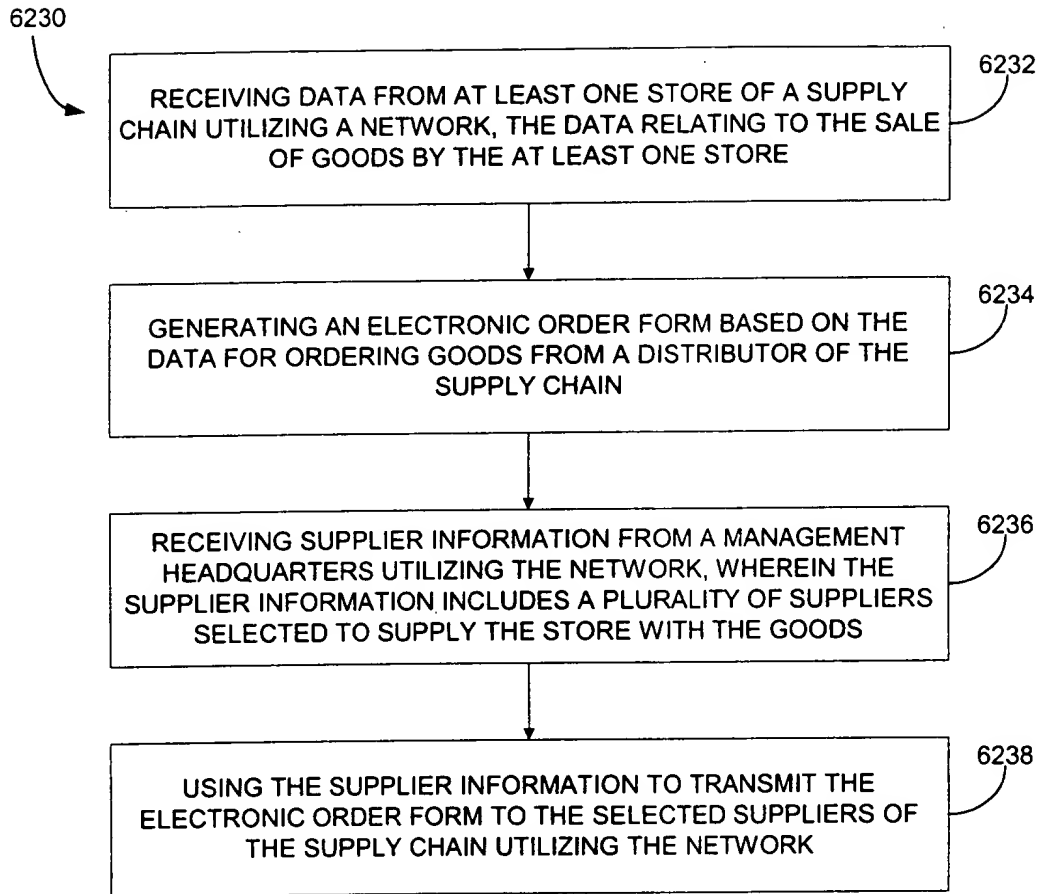 6230
6232
RECEIVING DATA FROM AT LEAST ONE STORE OF A SUPPLY
CHAIN UTILIZING A NETWORK, THE DATA RELATING TO THE SALE
OF GOODS BY THE AT LEAST ONE STORE
6234
GENERATING AN ELECTRONIC ORDER FORM BASED ON THE
DATA FOR ORDERING GOODS FROM A DISTRIBUTOR OF THE
SUPPLY CHAIN
6236
RECEIVING SUPPLIER INFORMATION FROM A MANAGEMENT
HEADQUARTERS UTILIZING THE NETWORK, WHEREIN THE
SUPPLIER INFORMATION INCLUDES A PLURALITY OF SUPPLIERS
SELECTED TO SUPPLY THE STORE WITH THE GOODS
6238
USING THE SUPPLIER INFORMATION TO TRANSMIT THE
ELECTRONIC ORDER FORM TO THE SELECTED SUPPLIERS OF
THE SUPPLY CHAIN UTILIZING THE NETWORK